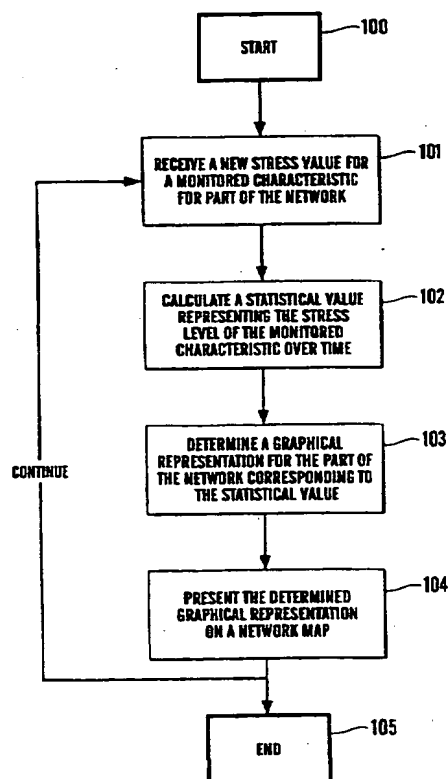 100
START
101
RECEIVE A NEW STRESS VALUE FOR
A MONITORED CHARACTERISTIC
FOR PART OF THE NETWORK
102
CALCULATE A STATISTICAL VALUE
REPRESENTING THE STRESS
LEVEL OF THE MONITORED
CHARACTERISTIC OVER TIME
103
DETERMINE A GRAPHICAL
REPRESENTATION FOR THE PART OF
THE NETWORK CORRESPONDING TO
THE STATISTICAL VALUE
CONTINUE
104
PRESENT THE DETERMINED
GRAPHICAL REPRESENTATION
ON A NETWORK MAP
105
END